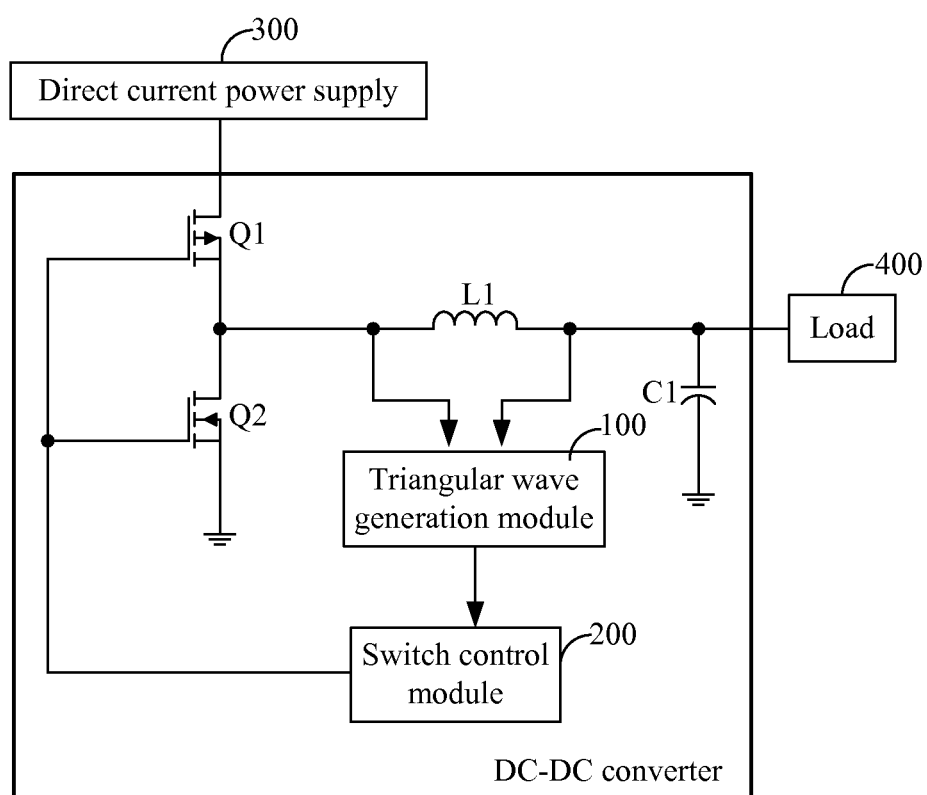 300
Direct current power supply
Q1
400
L1
Load
C1
Q2
100
Triangular wave
generation module
200
Switch control
module
DC-DC converter